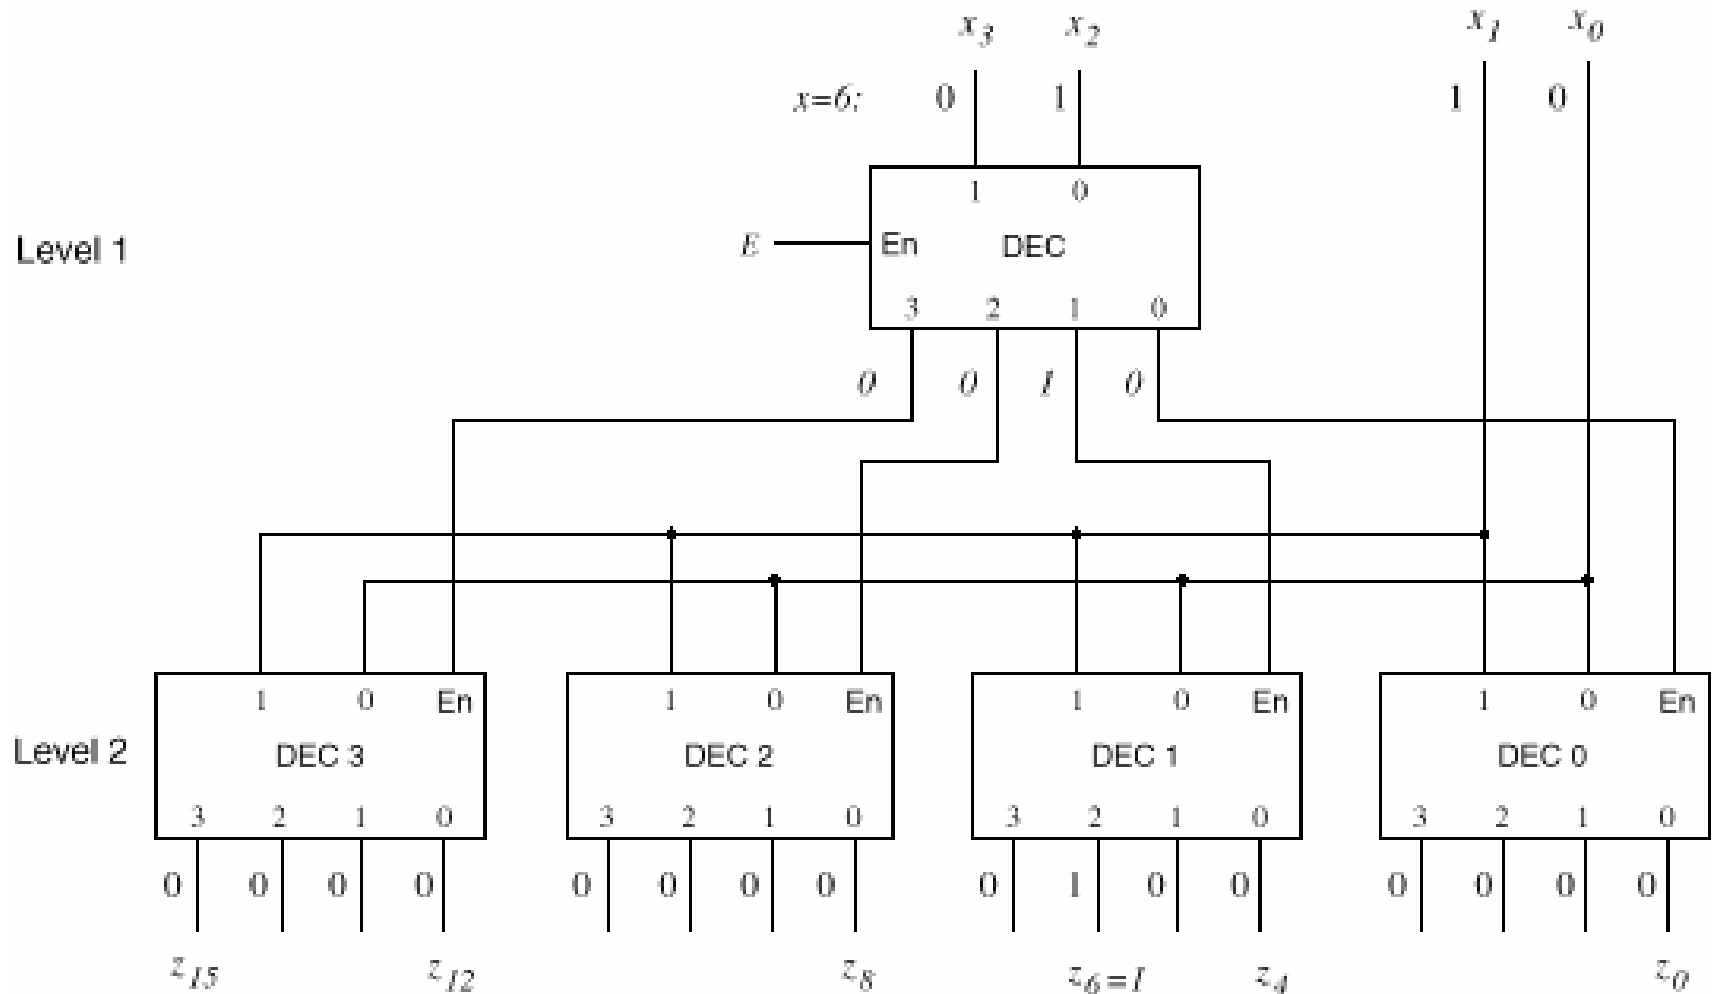 x3 x2 x1 x0
x=6: 0 1 1 0
1 0
Level 1 E En DEC
3 2 1 0
0 0 1 0
1 0 En 1 0 En 1 0 En 1 0 En
Level 2 DEC 3 DEC 2 DEC 1 DEC 0
3 2 1 0 3 2 1 0 3 2 1 0 3 2 1 0
0 0 0 0 0 0 0 0 0 1 0 0 0 0 0 0
z15 z12 z8 z6=1 z4 z0